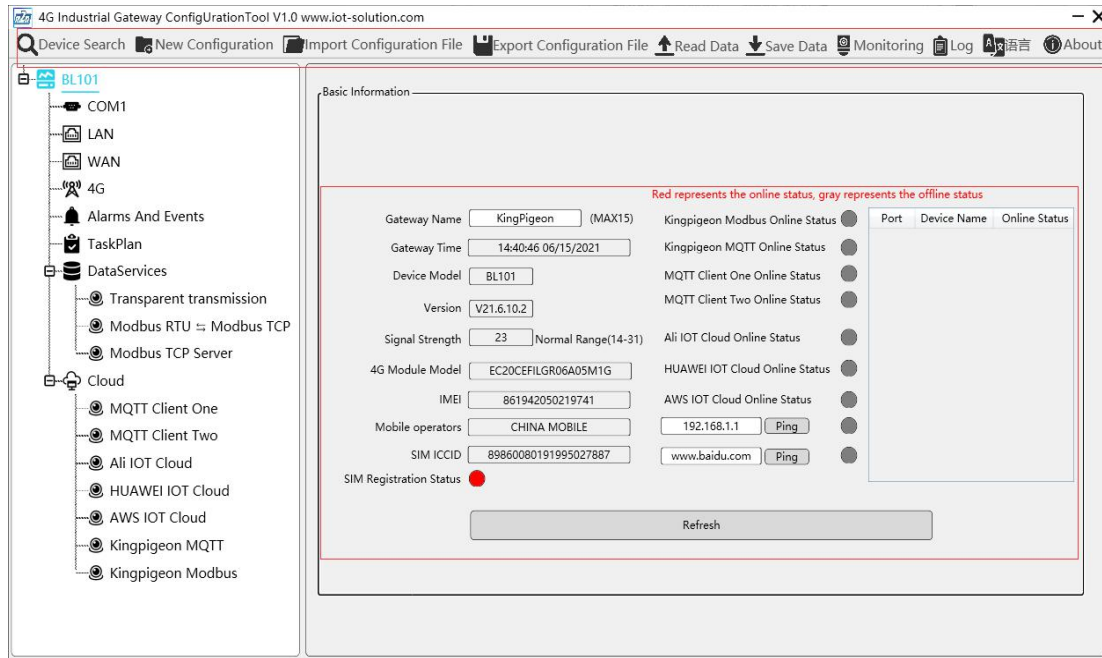 4G Industrial Gateway ConfigUrationTool V1.0 www.iot-solution.com
Device Search New Configuration Import Configuration File Export Configuration File Read Data Save Data Monitoring Log 语言 About
BL101
COM1
LAN
WAN
4G
Alarms And Events
TaskPlan
DataServices
Transparent transmission
Modbus RTU ⇆ Modbus TCP
Modbus TCP Server
Cloud
MQTT Client One
MQTT Client Two
Ali IOT Cloud
HUAWEI IOT Cloud
AWS IOT Cloud
Kingpigeon MQTT
Kingpigeon Modbus
Basic Information
Red represents the online status, gray represents the offline status
Gateway Name KingPigeon (MAX15)
Gateway Time 14:40:46 06/15/2021
Device Model BL101
Version V21.6.10.2
Signal Strength 23 Normal Range(14-31)
4G Module Model EC20CEFILGR06A05M1G
IMEI 861942050219741
Mobile operators CHINA MOBILE
SIM ICCID 89860080191995027887
SIM Registration Status
Kingpigeon Modbus Online Status
Kingpigeon MQTT Online Status
MQTT Client One Online Status
MQTT Client Two Online Status
Ali IOT Cloud Online Status
HUAWEI IOT Cloud Online Status
AWS IOT Cloud Online Status
192.168.1.1 Ping
www.baidu.com Ping
Port Device Name Online Status
Refresh